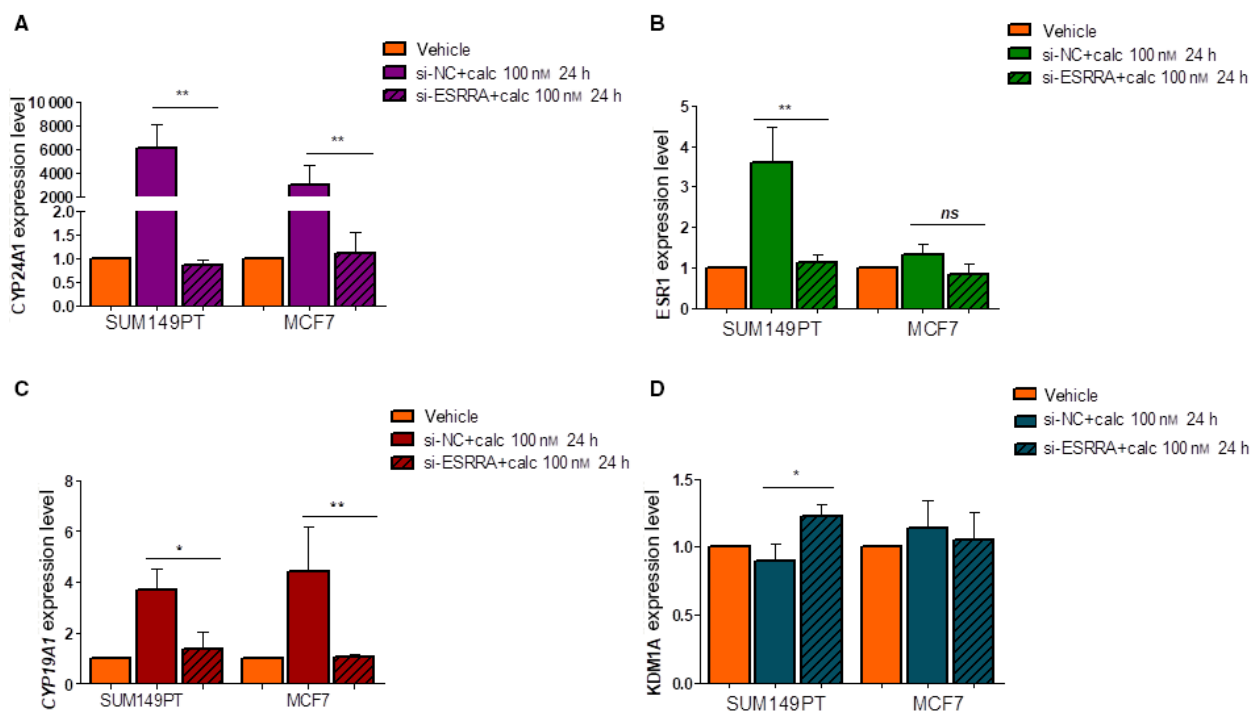 A
Vehicle
si-NC+calc 100 nM 24 h
si-ESRRA+calc 100 nM 24 h
CYP24A1 expression level
10 000
8000
6000
4000
2000
2.0
1.5
1.0
0.5
0.0
**
**
SUM149PT
MCF7
B
Vehicle
si-NC+calc 100 nM 24 h
si-ESRRA+calc 100 nM 24 h
ESR1 expression level
5
4
3
2
1
0
**
ns
SUM149PT
MCF7
C
Vehicle
si-NC+calc 100 nM 24 h
si-ESRRA+calc 100 nM 24 h
CYP19A1 expression level
8
6
4
2
0
*
**
SUM149PT
MCF7
D
Vehicle
si-NC+calc 100 nM 24 h
si-ESRRA+calc 100 nM 24 h
KDM1A expression level
1.5
1.0
0.5
0.0
*
SUM149PT
MCF7